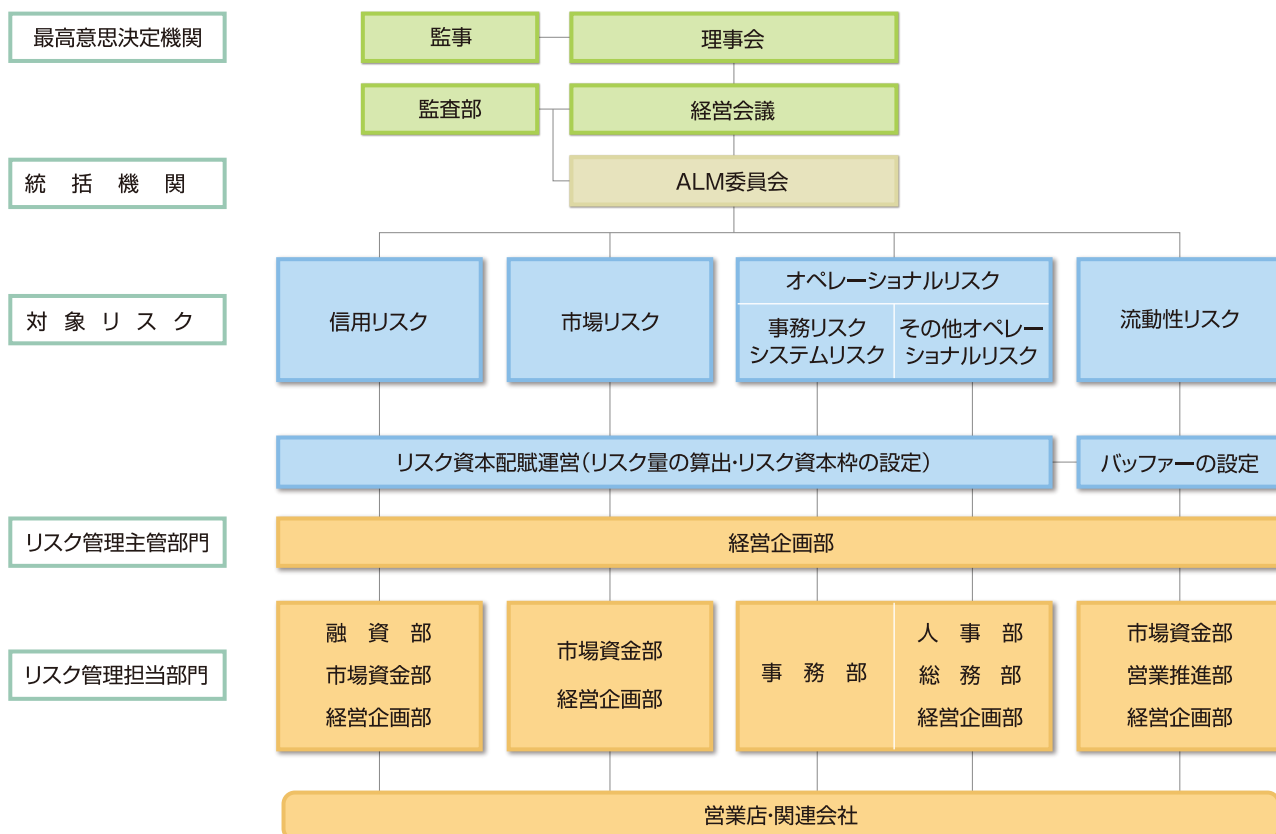 最高意思決定機関
監事
理事会
監査部
経営会議
統括機関
ALM委員会
対象リスク
信用リスク
市場リスク
オペレーショナルリスク
事務リスク
システムリスク
その他オペレー
ショナルリスク
流動性リスク
リスク資本配賦運営(リスク量の算出・リスク資本枠の設定)
バッファーの設定
リスク管理主管部門
経営企画部
リスク管理担当部門
融資部
市場資金部
経営企画部
市場資金部
経営企画部
事務部
人事部
総務部
経営企画部
市場資金部
営業推進部
経営企画部
営業店・関連会社